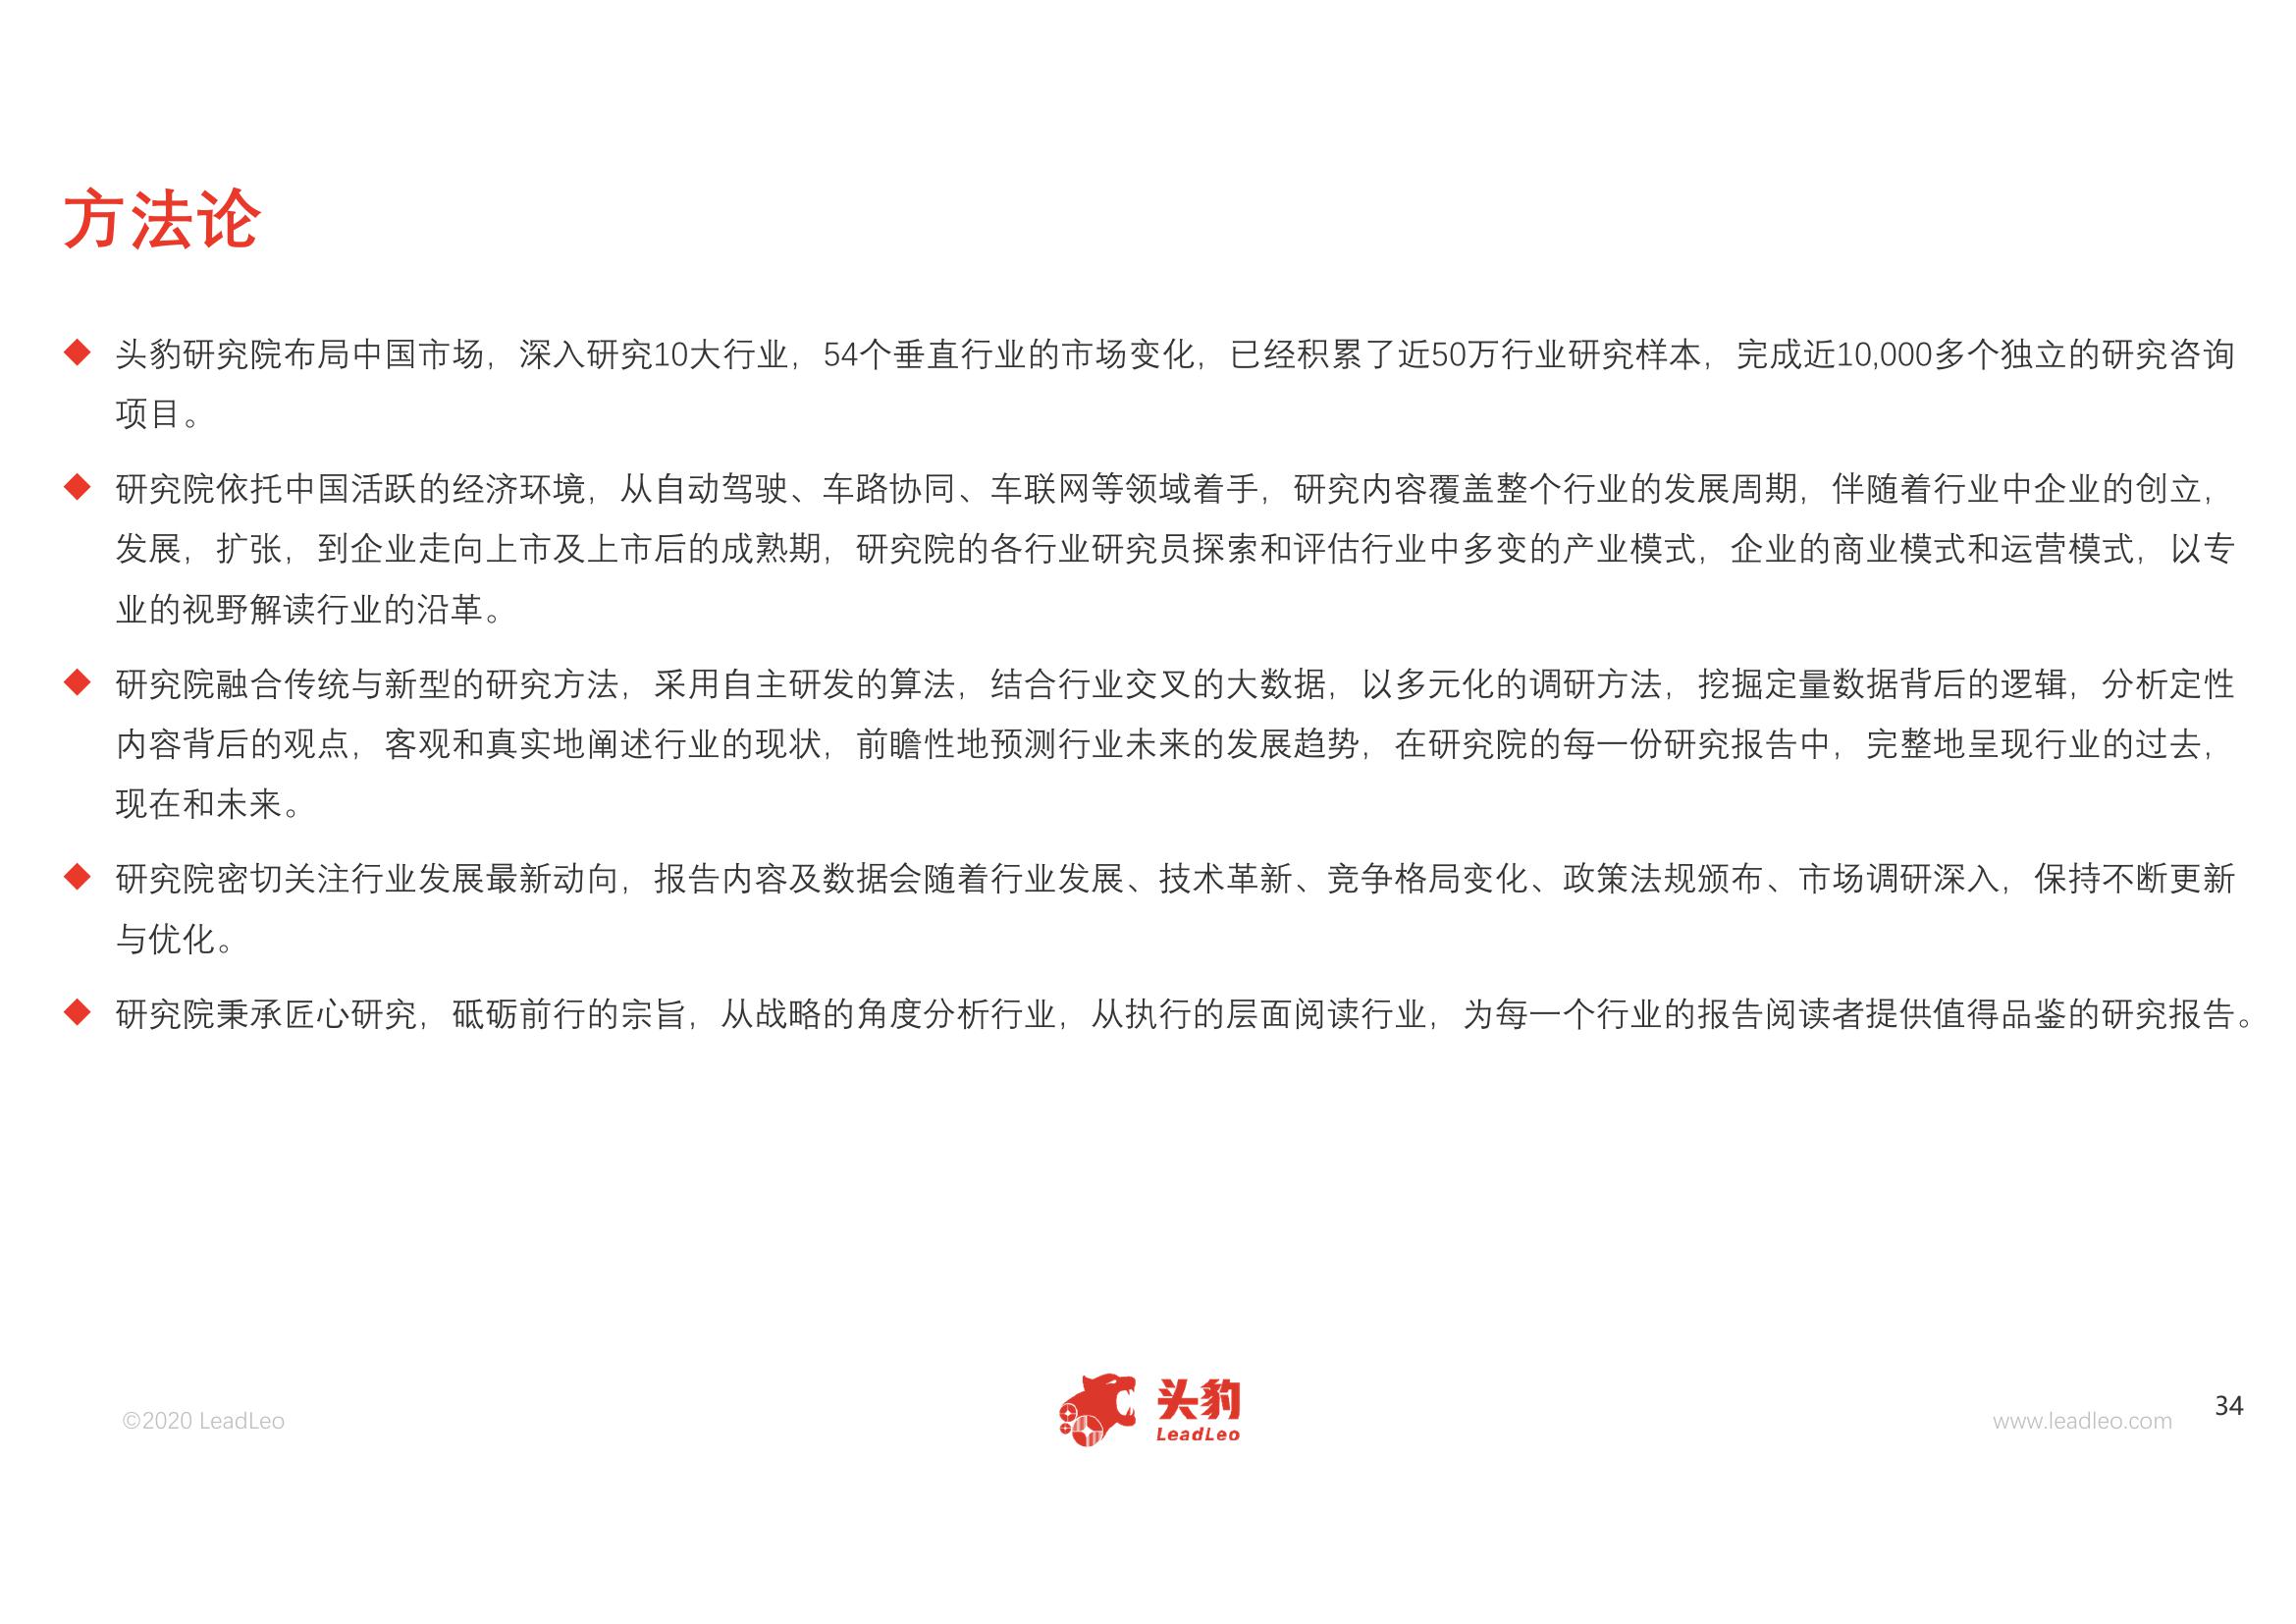 方法论
头豹研究院布局中国市场，深入研究10大行业，54个垂直行业的市场变化，已经积累了近50万行业研究样本，完成近10,000多个独立的研究咨询
项目。
研究院依托中国活跃的经济环境，从自动驾驶、车路协同、车联网等领域着手，研究内容覆盖整个行业的发展周期，伴随着行业中企业的创立，
发展，扩张，到企业走向上市及上市后的成熟期，研究院的各行业研究员探索和评估行业中多变的产业模式，企业的商业模式和运营模式，以专
业的视野解读行业的沿革。
研究院融合传统与新型的研究方法，采用自主研发的算法，结合行业交叉的大数据，以多元化的调研方法，挖掘定量数据背后的逻辑，分析定性
内容背后的观点，客观和真实地阐述行业的现状，前瞻性地预测行业未来的发展趋势，在研究院的每一份研究报告中，完整地呈现行业的过去，
现在和未来。
研究院密切关注行业发展最新动向，报告内容及数据会随着行业发展、技术革新、竞争格局变化、政策法规颁布、市场调研深入，保持不断更新
与优化。
研究院秉承匠心研究，砥砺前行的宗旨，从战略的角度分析行业，从执行的层面阅读行业，为每一个行业的报告阅读者提供值得品鉴的研究报告。
©2020 LeadLeo
头豹
LeadLeo
www.leadleo.com
34